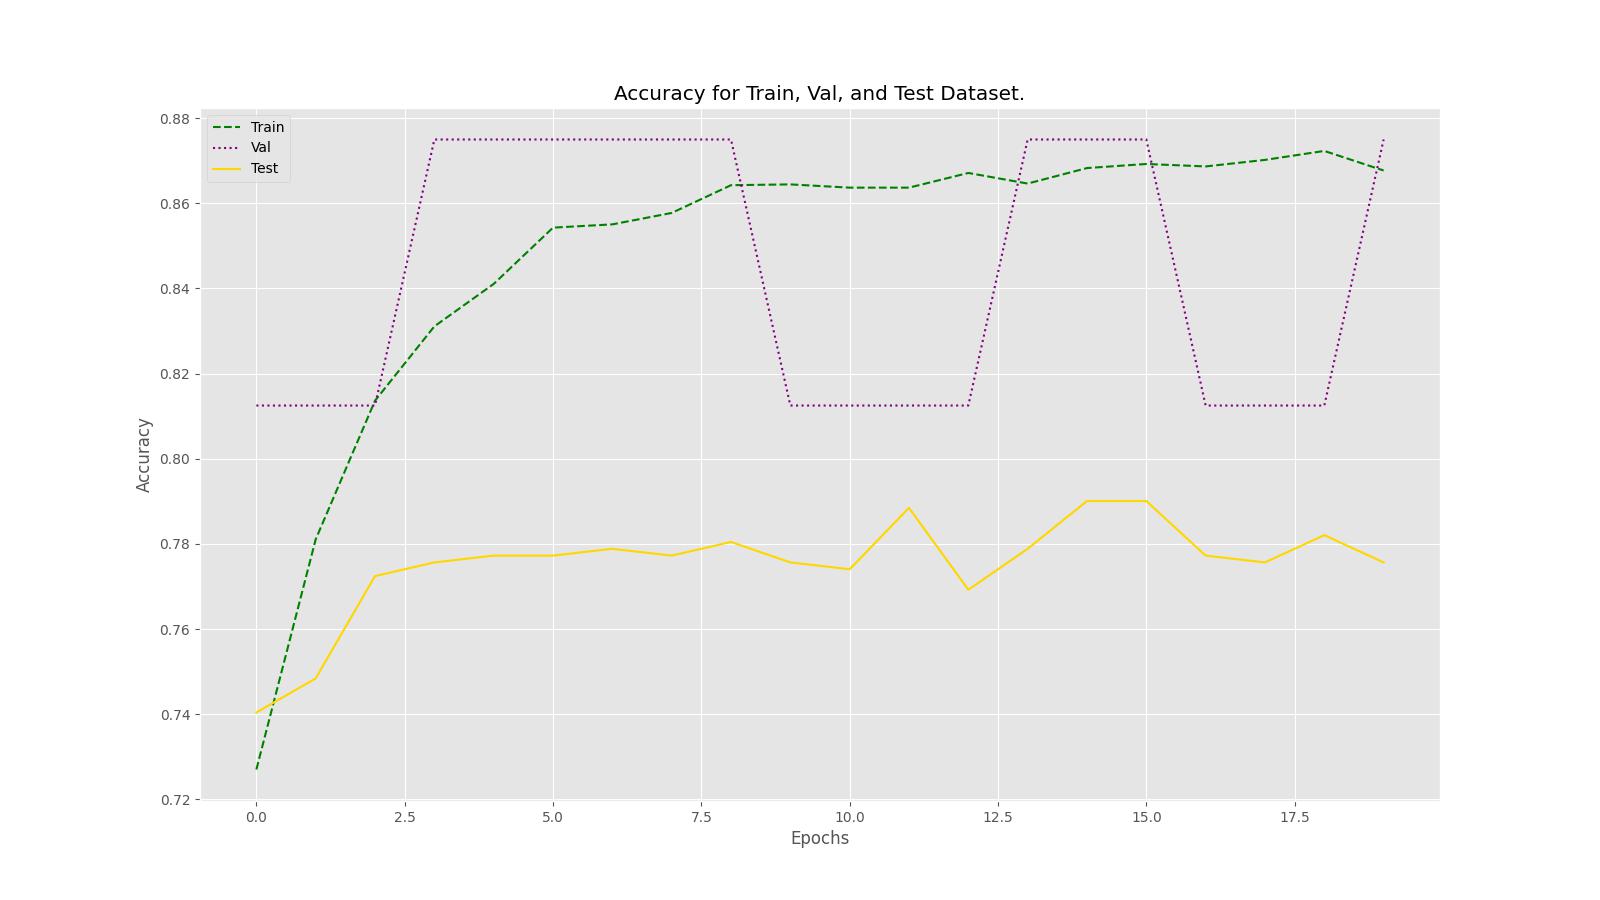 Accuracy for Train, Val, and Test Dataset.
Train
Val
Test
0.88
0.86
0.84
0.82
0.80
0.78
0.76
0.74
0.72
Accuracy
0.0 2.5 5.0 7.5 10.0 12.5 15.0 17.5
Epochs